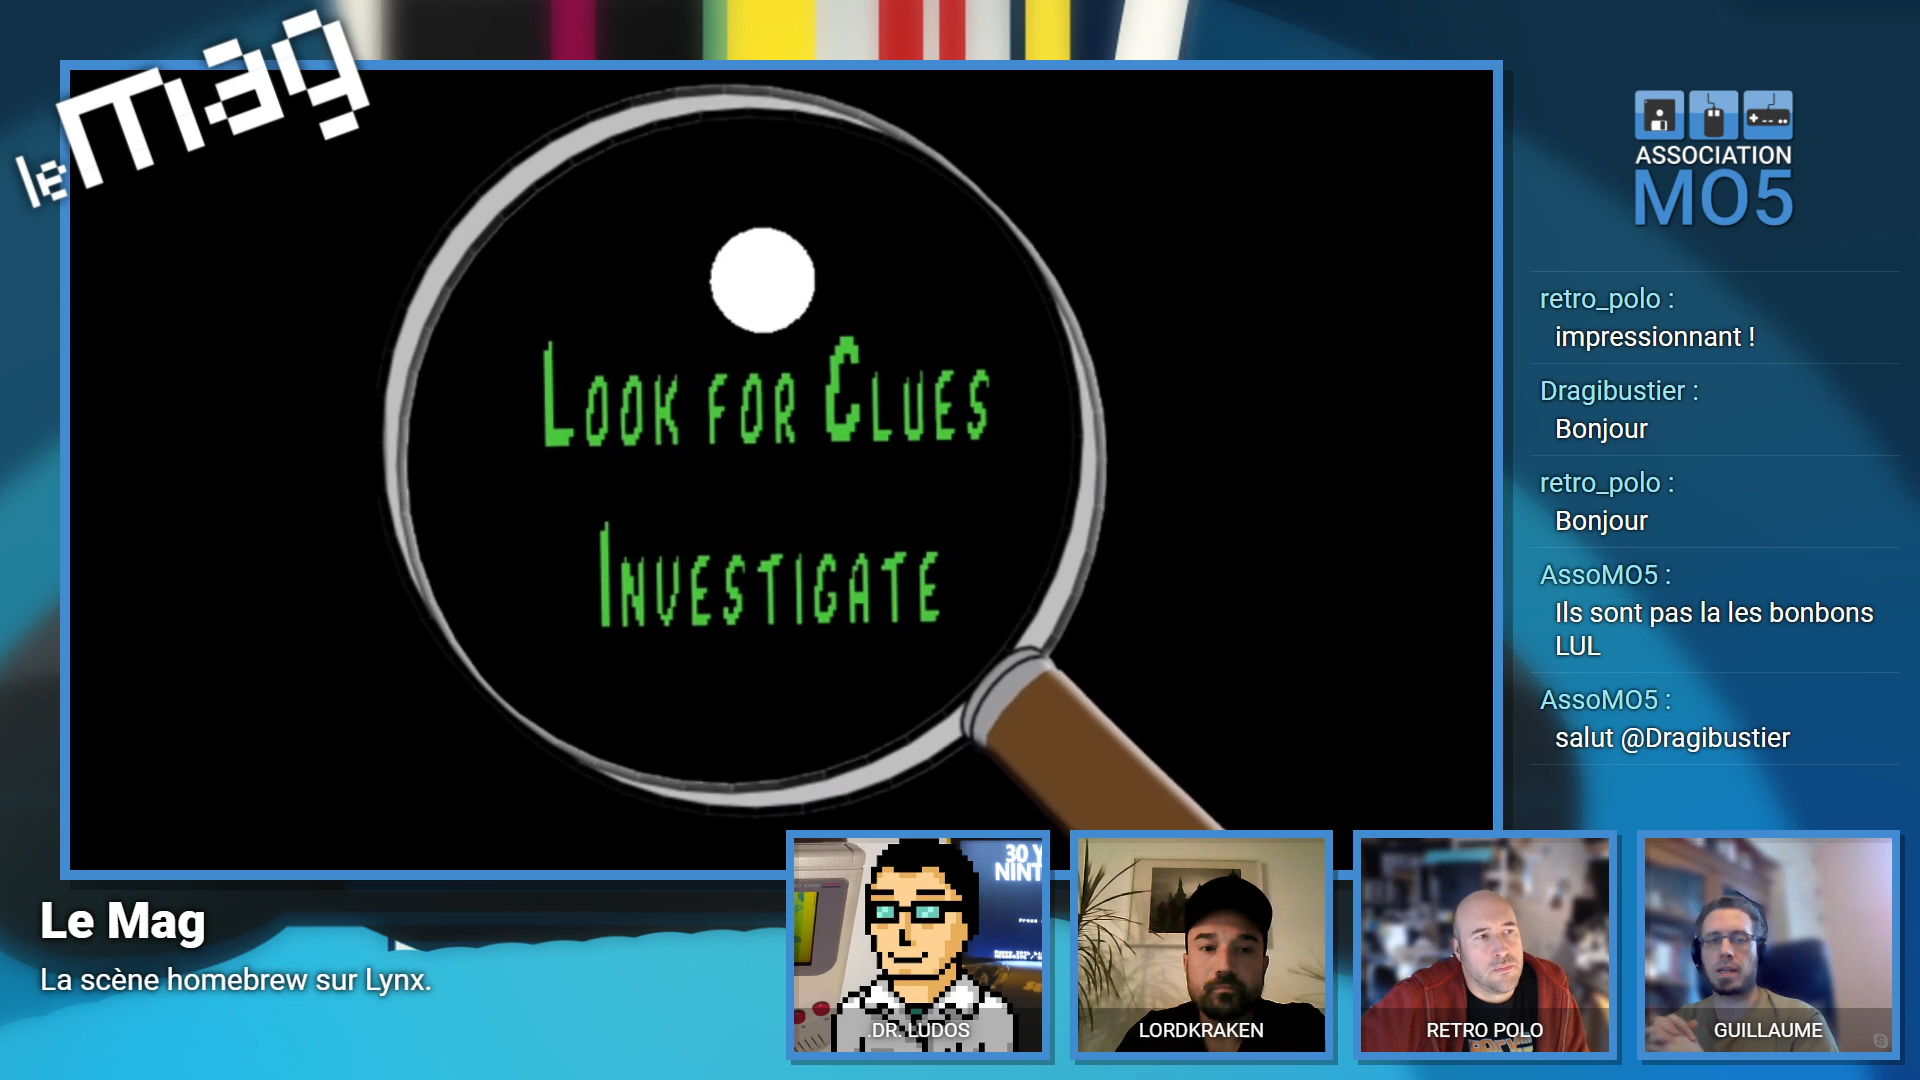 le mag
LOOK FOR CLUES
INVESTIGATE
ASSOCIATION
MO5
retro_polo :
impressionnant !
Dragibustier :
Bonjour
retro_polo :
Bonjour
AssoMO5 :
Ils sont pas la les bonbons
LUL
AssoMO5 :
salut @Dragibustier
Le Mag
La scène homebrew sur Lynx.
30 Y
NINT
DR. LUDOS
LORDKRAKEN
RETRO POLO
GUILLAUME